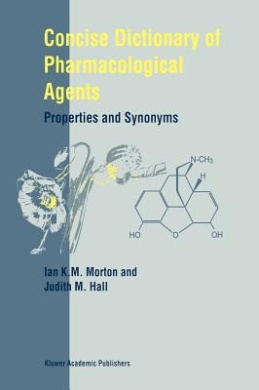 Concise Dictionary of
Pharmacological
Agents
Properties and Synonyms
N-CH₃
H
HO
O
OH
Ian K.M. Morton and
Judith M. Hall
Kluwer Academic Publishers